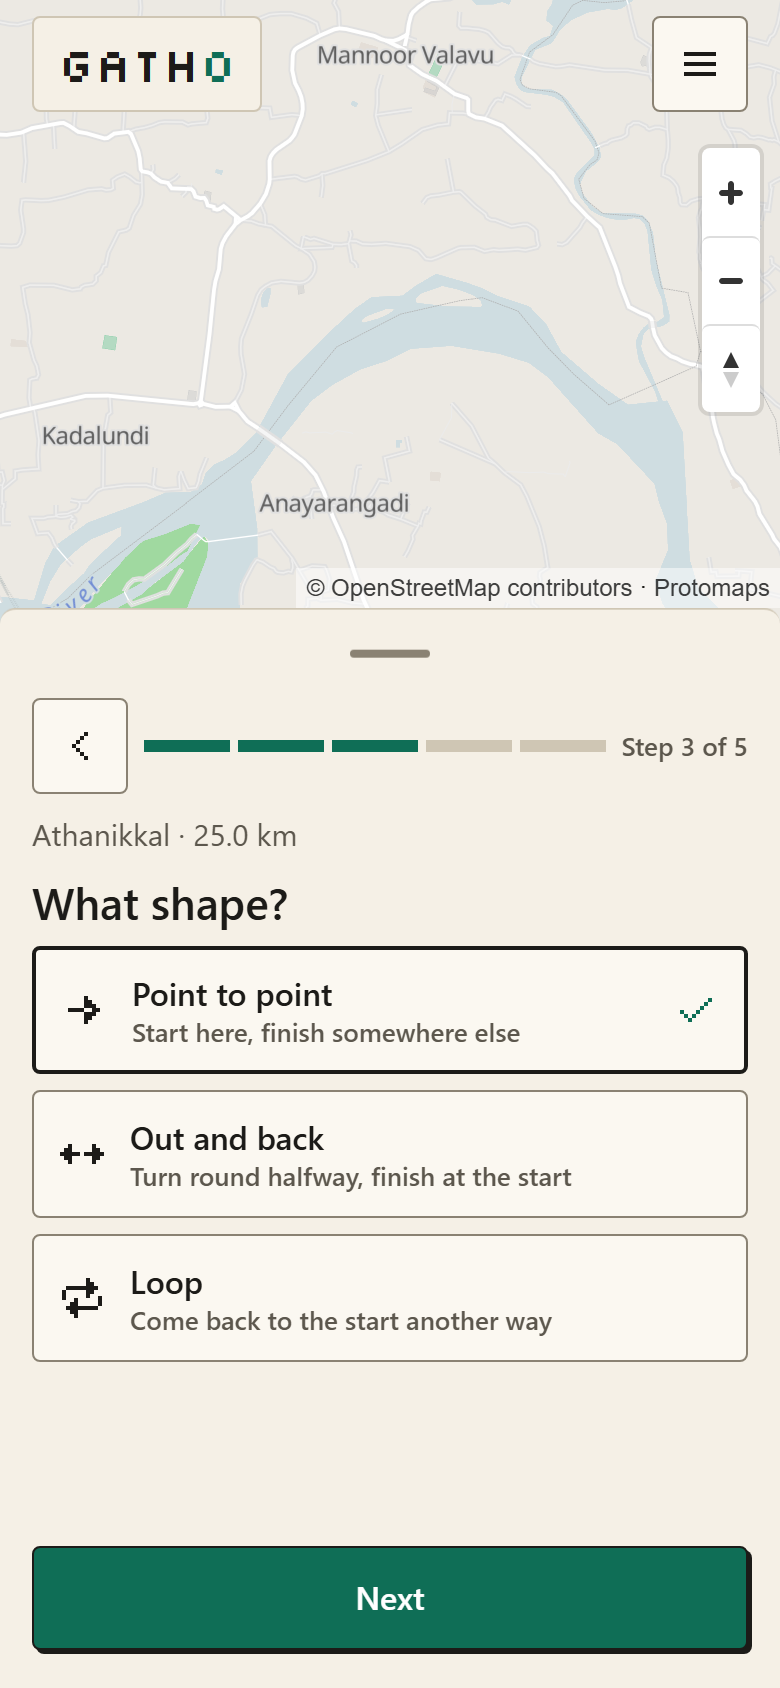 GATHO
Mannoor Valavu
Kadalundi
Anayarangadi
© OpenStreetMap contributors · Protomaps
Step 3 of 5
Athanikkal · 25.0 km
What shape?
Point to point
Start here, finish somewhere else
Out and back
Turn round halfway, finish at the start
Loop
Come back to the start another way
Next